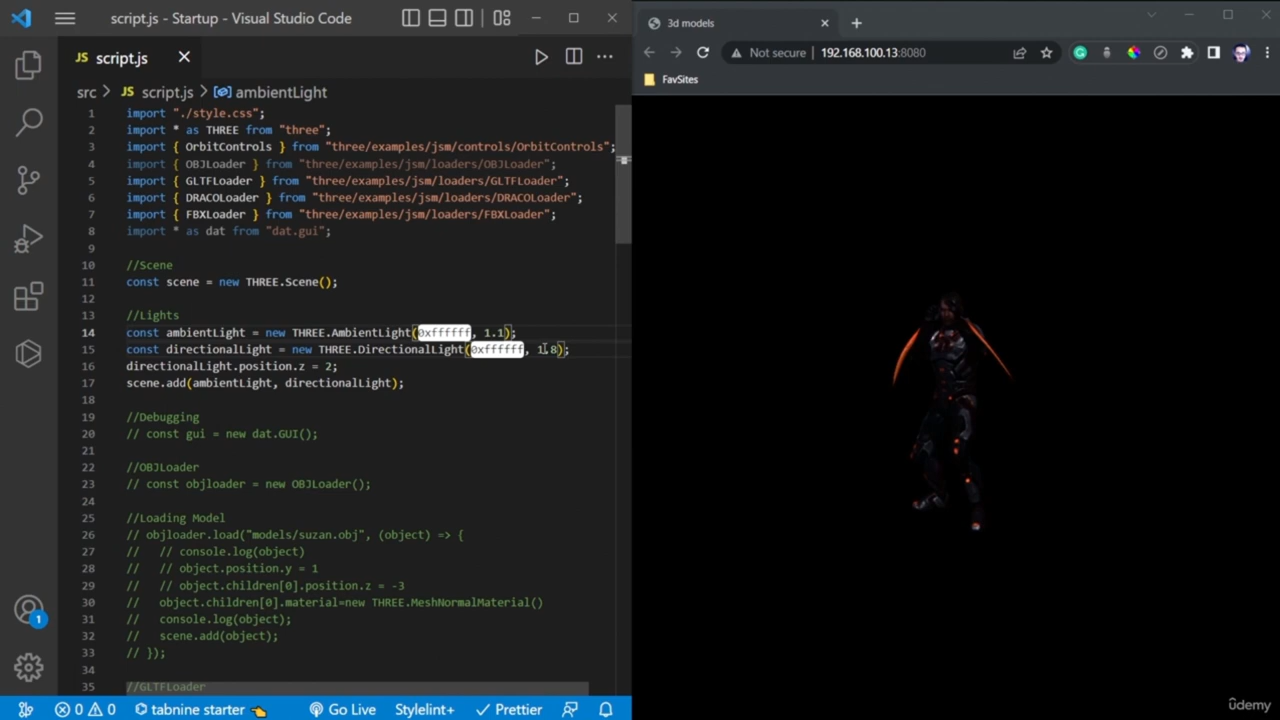 script.js - Startup - Visual Studio Code
JS script.js
src > JS script.js > ambientLight
1 import "./style.css";
2 import * as THREE from "three";
3 import { OrbitControls } from "three/examples/jsm/controls/OrbitControls";
4 import { OBJLoader } from "three/examples/jsm/loaders/OBJLoader";
5 import { GLTFLoader } from "three/examples/jsm/loaders/GLTFLoader";
6 import { DRACOLoader } from "three/examples/jsm/loaders/DRACOLoader";
7 import { FBXLoader } from "three/examples/jsm/loaders/FBXLoader";
8 import * as dat from "dat.gui";
9
10 //Scene
11 const scene = new THREE.Scene();
12
13 //Lights
14 const ambientLight = new THREE.AmbientLight(0xffffff, 1.1);
15 const directionalLight = new THREE.DirectionalLight(0xffffff, 1.8);
16 directionalLight.position.z = 2;
17 scene.add(ambientLight, directionalLight);
18
19 //Debugging
20 // const gui = new dat.GUI();
21
22 //OBJLoader
23 // const objloader = new OBJLoader();
24
25 //Loading Model
26 // objloader.load("models/suzan.obj", (object) => {
27 //   // console.log(object)
28 //   // object.position.y = 1
29 //   // object.children[0].position.z = -3
30 //   object.children[0].material=new THREE.MeshNormalMaterial()
31 //   console.log(object);
32 //   scene.add(object);
33 // });
34
35 //GLTFLoader
1
0 0 tabnine starter Go Live Stylelint+ Prettier
3d models
Not secure 192.168.100.13:8080
FavSites
ûdemy